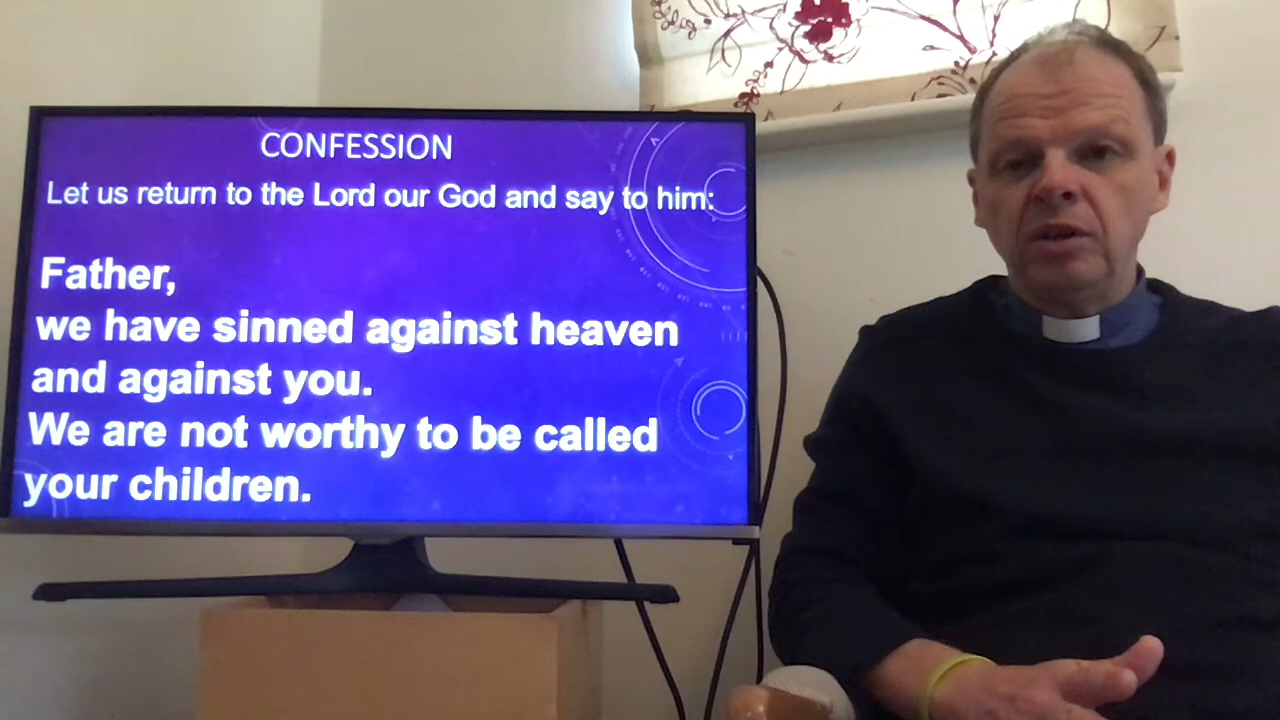 CONFESSION
Let us return to the Lord our God and say to him:
Father,
we have sinned against heaven
and against you.
We are not worthy to be called
your children.